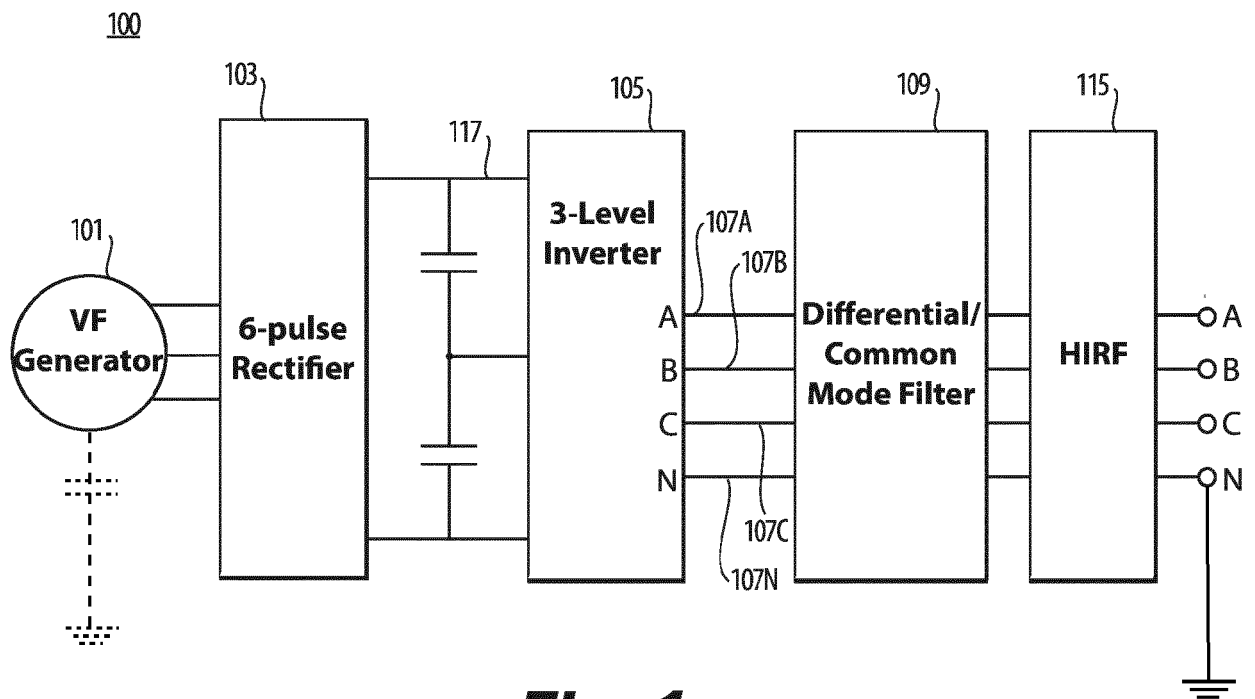 100
103
105
109
115
117
101
VF
Generator
6-pulse
Rectifier
3-Level
Inverter
107A
107B
A
B
C
N
107C
107N
Differential/
Common
Mode Filter
HIRF
A
B
C
N